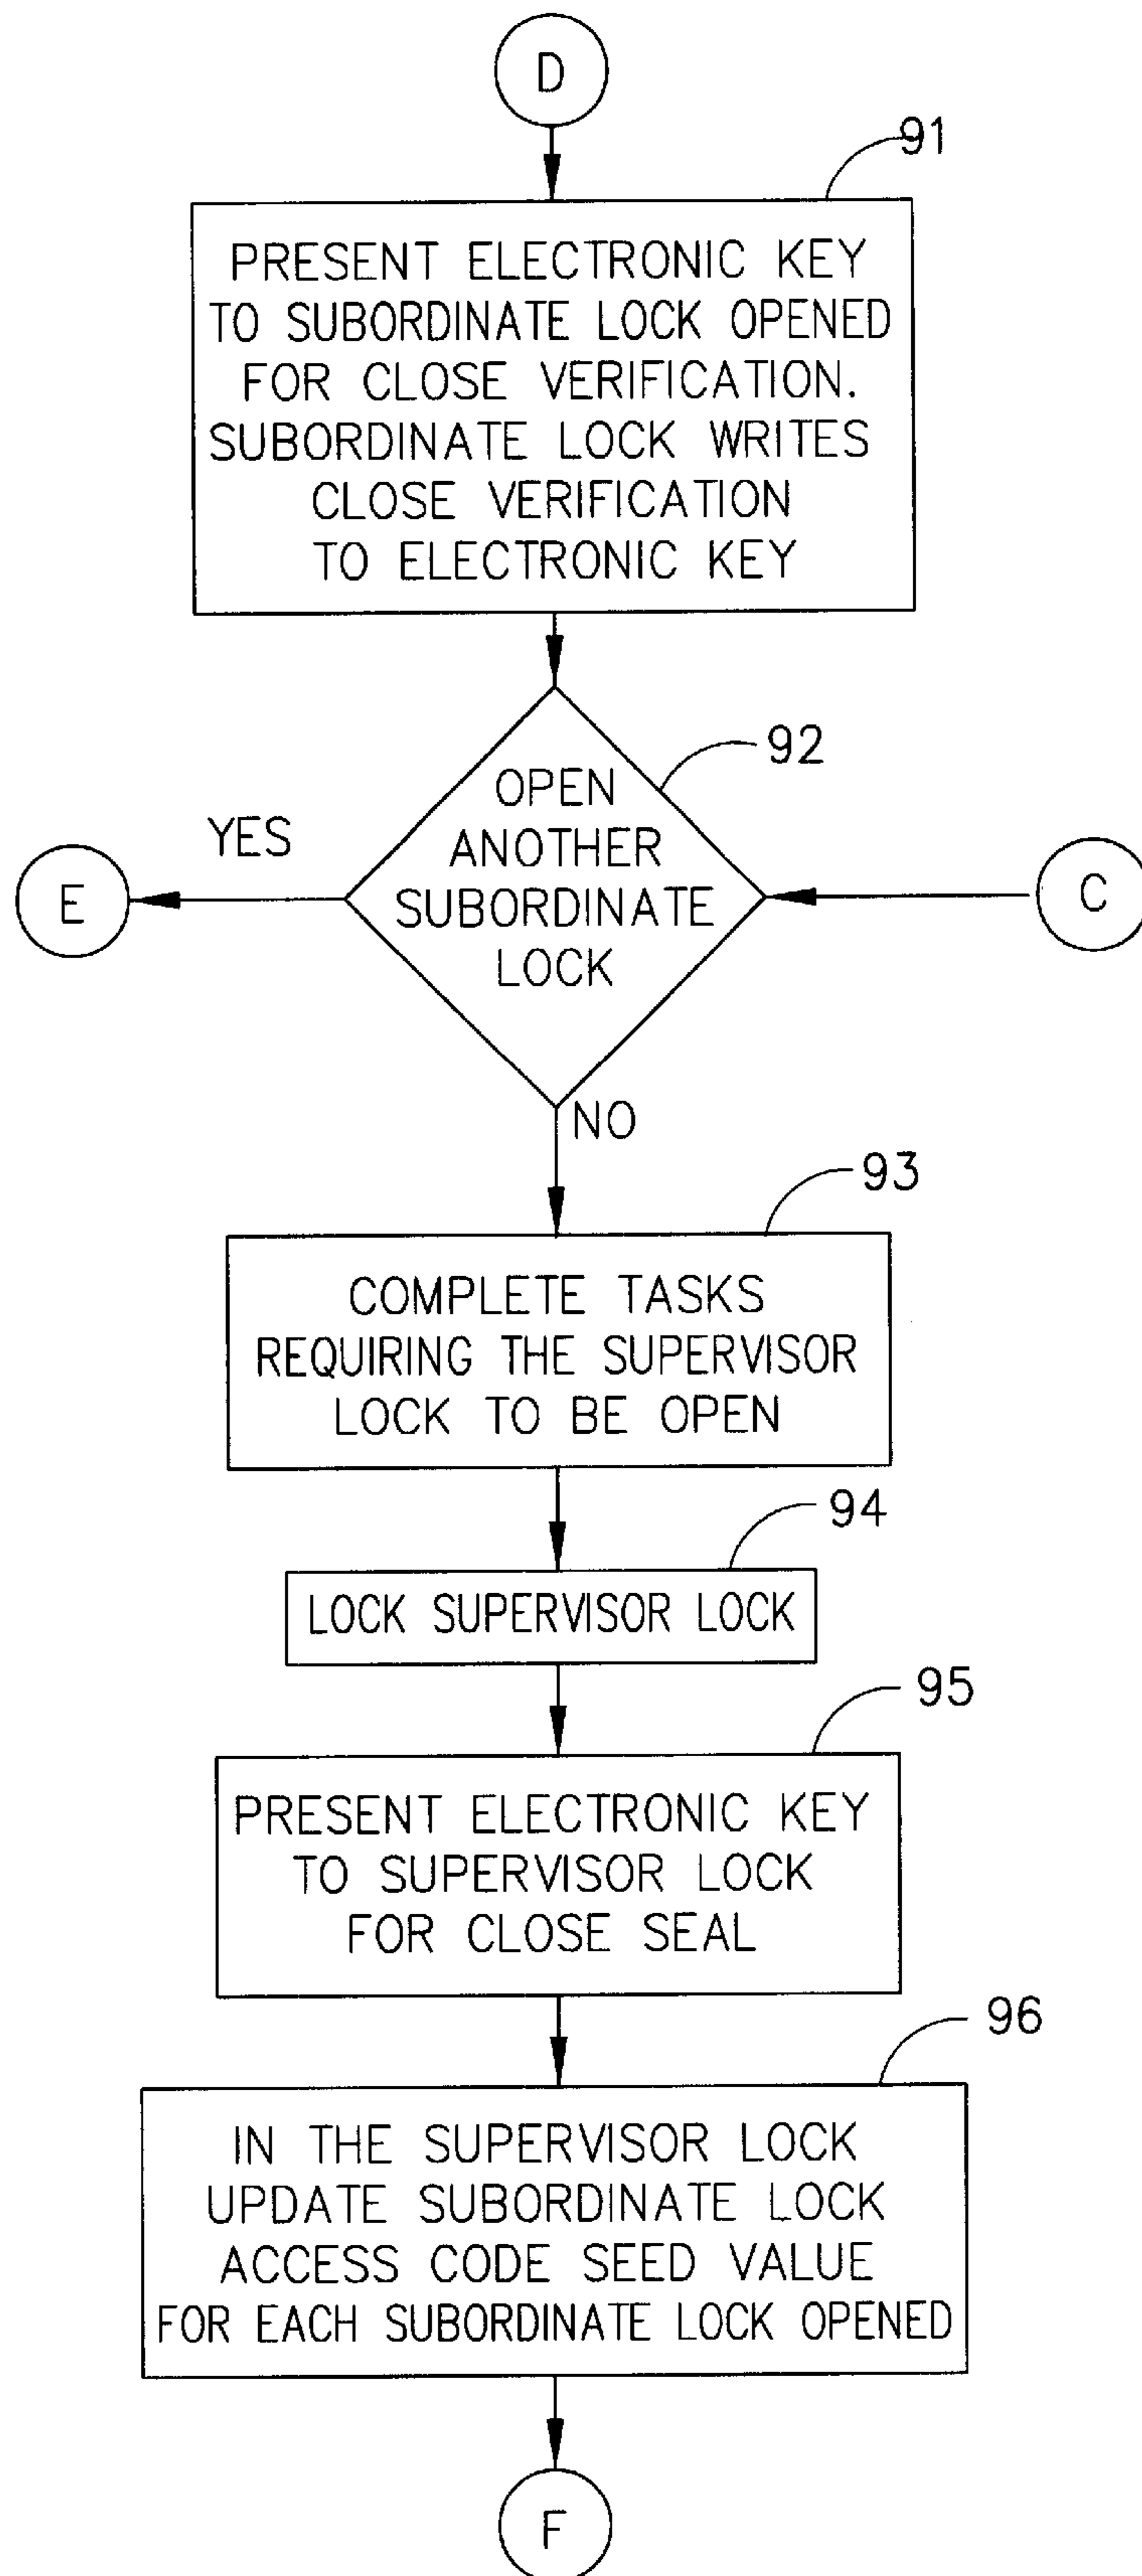 D
91
PRESENT ELECTRONIC KEY
TO SUBORDINATE LOCK OPENED
FOR CLOSE VERIFICATION.
SUBORDINATE LOCK WRITES
CLOSE VERIFICATION
TO ELECTRONIC KEY
92
OPEN
ANOTHER
SUBORDINATE
LOCK
YES
E
C
NO
93
COMPLETE TASKS
REQUIRING THE SUPERVISOR
LOCK TO BE OPEN
94
LOCK SUPERVISOR LOCK
95
PRESENT ELECTRONIC KEY
TO SUPERVISOR LOCK
FOR CLOSE SEAL
96
IN THE SUPERVISOR LOCK
UPDATE SUBORDINATE LOCK
ACCESS CODE SEED VALUE
FOR EACH SUBORDINATE LOCK OPENED
F